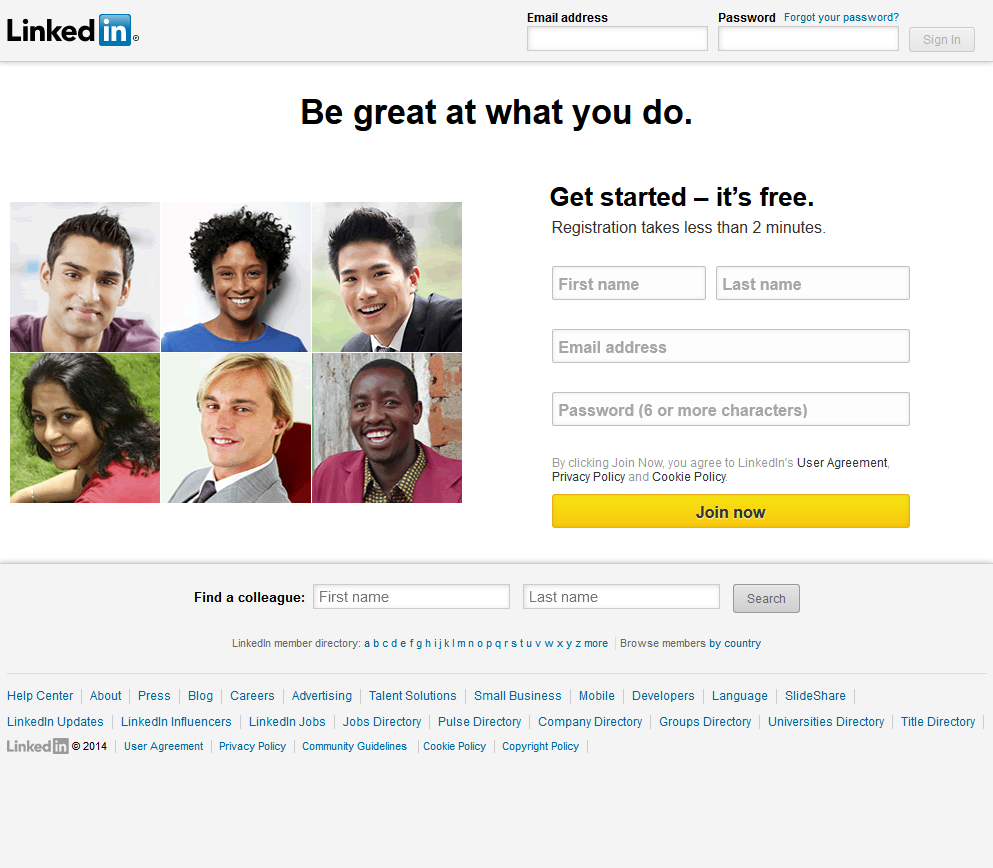 Linked in ®
Email address Password Forgot your password?
Sign In
Be great at what you do.
Get started – it's free.
Registration takes less than 2 minutes.
First name Last name
Email address
Password (6 or more characters)
By clicking Join Now, you agree to LinkedIn's User Agreement,
Privacy Policy and Cookie Policy.
Join now
Find a colleague: First name Last name Search
LinkedIn member directory: a b c d e f g h i j k l m n o p q r s t u v w x y z more Browse members by country
Help Center About Press Blog Careers Advertising Talent Solutions Small Business Mobile Developers Language SlideShare
LinkedIn Updates LinkedIn Influencers LinkedIn Jobs Jobs Directory Pulse Directory Company Directory Groups Directory Universities Directory Title Directory
Linked in © 2014 User Agreement Privacy Policy Community Guidelines Cookie Policy Copyright Policy